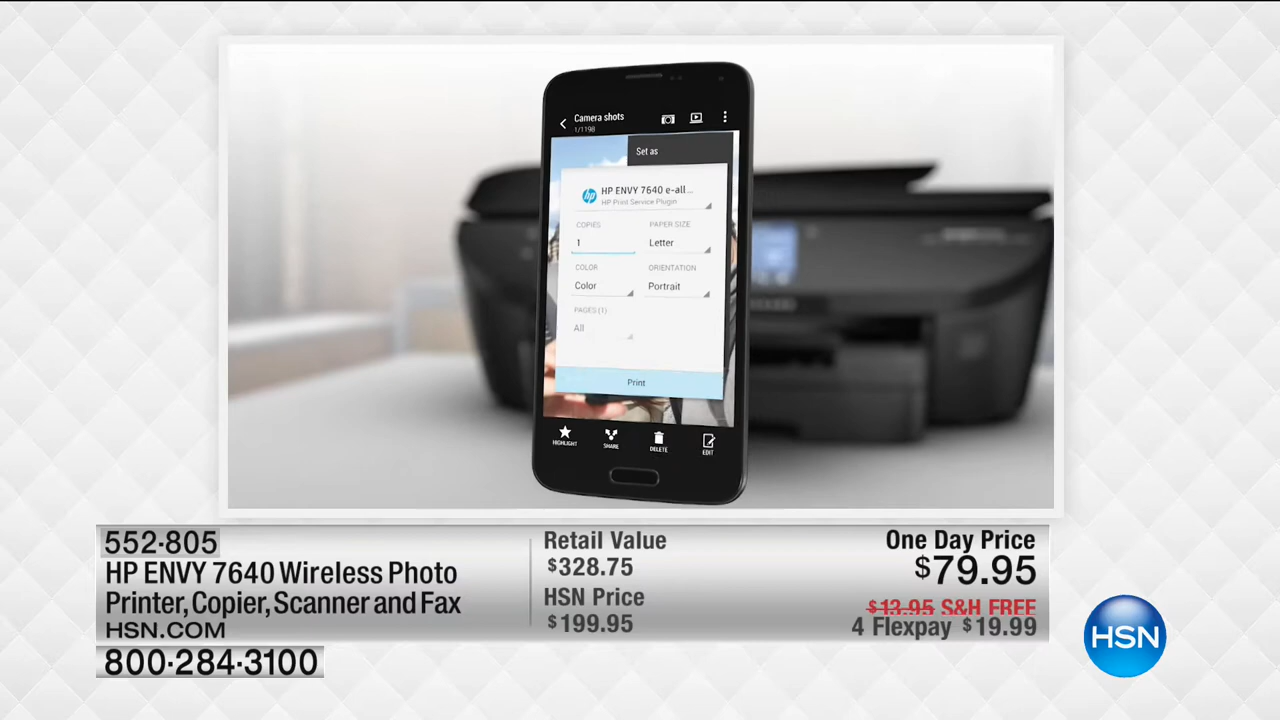 Camera shots
1/1198
Set as
hp
HP ENVY 7640 e-all...
HP Print Service Plugin
COPIES
PAPER SIZE
1
Letter
COLOR
ORIENTATION
Color
Portrait
PAGES (1)
All
Print
HIGHLIGHT
SHARE
DELETE
EDIT
552-805
HP ENVY 7640 Wireless Photo
Printer, Copier, Scanner and Fax
HSN.COM
800-284-3100
Retail Value
$328.75
HSN Price
$199.95
One Day Price
$79.95
$13.95 S&H FREE
4 Flexpay $19.99
HSN